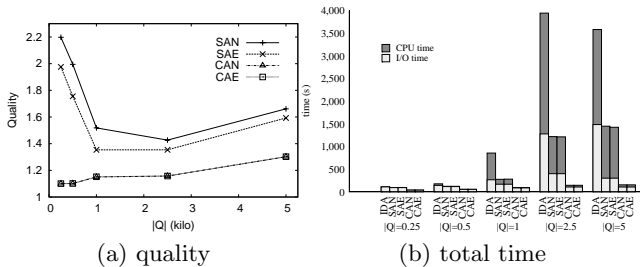 2.2
2
1.8
1.6
1.4
1.2
1
Quality
SAN
SAE
CAN
CAE
0 1 2 3 4 5
|Q| (kilo)
(a) quality
4,000
3,500
3,000
2,500
2,000
1,500
1,000
500
0
time (s)
CPU time
I/O time
IDA SAN SAE CAN CAE IDA SAN SAE CAN CAE IDA SAN SAE CAN CAE IDA SAN SAE CAN CAE IDA SAN SAE CAN CAE
|Q|=0.25 |Q|=0.5 |Q|=1 |Q|=2.5 |Q|=5
(b) total time